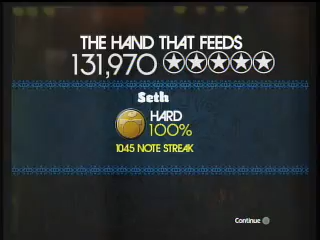 THE HAND THAT FEEDS
131,970
Seth
HARD
100%
1045 NOTE STREAK
Continue